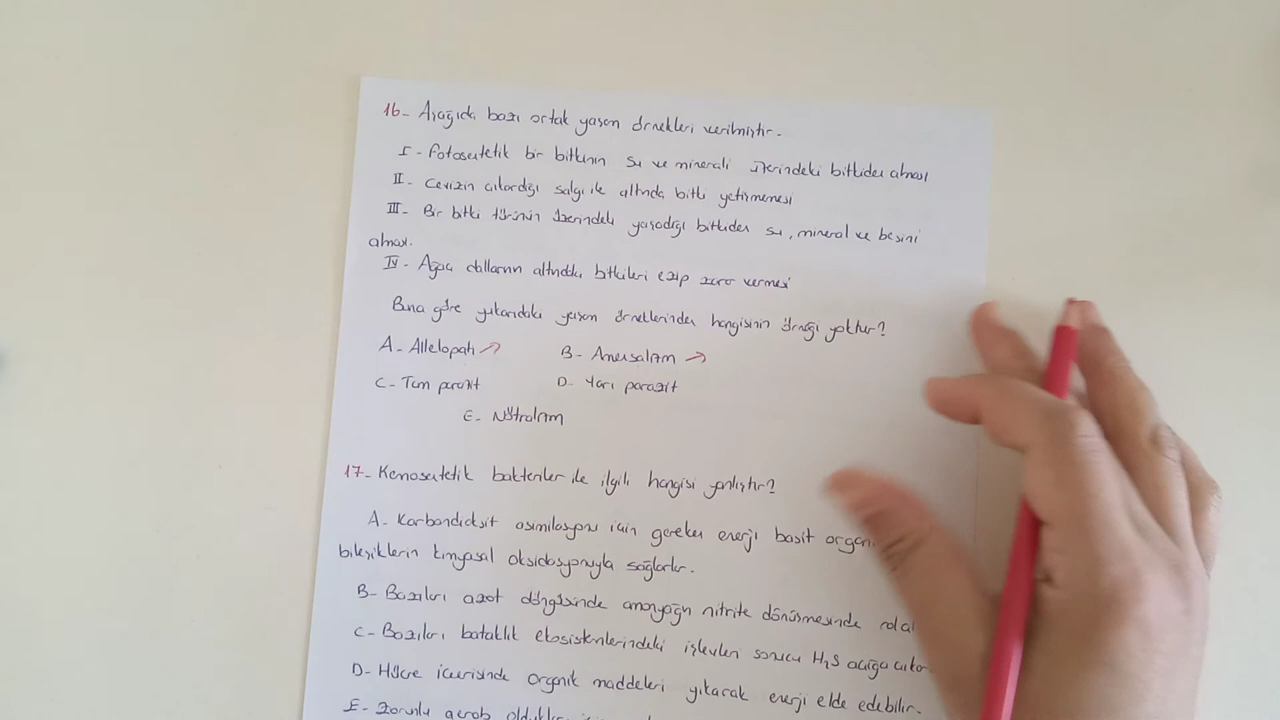 16- Aşağıda bazı ortak yaşam örnekleri verilmiştir.
I- Fotosentetik bir bitkinin su ve minerali üzerindeki bitkiden alması
II- Cevizin çıkardığı salgı ile altında bitki yetişmemesi
III- Bir bitki türünün üzerindeki yaşadığı bitkiden su, mineral ve besini
alması.
IV- Ağaç dallarının altındaki bitkileri ezip zarar vermesi
Buna göre yukarıdaki yaşam örneklerinden hangisinin örneği yoktur?
A- Allelopati
B- Amensalizm
C- Tam parazit
D- Yarı parazit
E- Nötralizm
17- Kemosentetik bakteriler ile ilgili hangisi yanlıştır?
A- Karbondioksit asimilasyonu için gereken enerji basit organ
bileşiklerin kimyasal oksidasyonuyla sağlarlar.
B- Bazıları azot döngüsünde amonyağın nitrite dönüşmesinde rol al
C- Bazıları bataklık ekosistemlerindeki işlevleri sonucu H₂S açığa çıkar
D- Hücre içerisinde organik maddeleri yıkarak enerji elde edebilir.
E- Zorunlu aerob